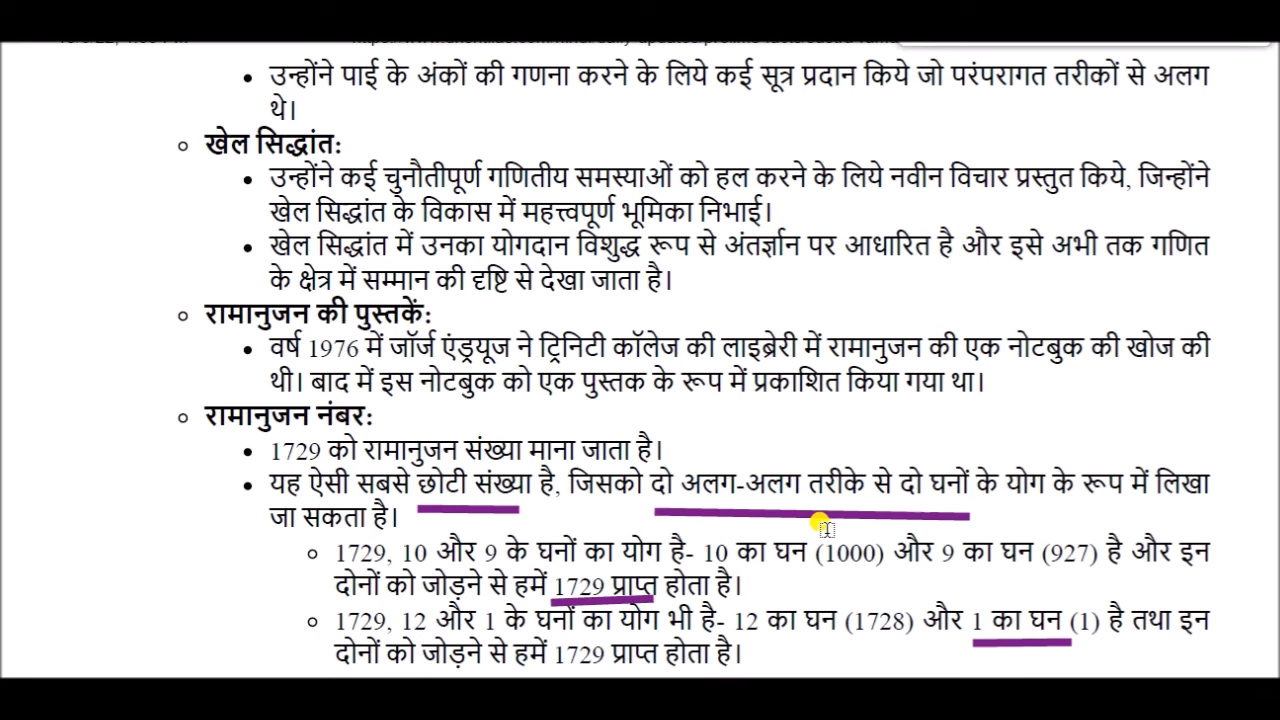 उन्होंने पाई के अंकों की गणना करने के लिये कई सूत्र प्रदान किये जो परंपरागत तरीकों से अलग
थे।
खेल सिद्धांत:
उन्होंने कई चुनौतीपूर्ण गणितीय समस्याओं को हल करने के लिये नवीन विचार प्रस्तुत किये, जिन्होंने
खेल सिद्धांत के विकास में महत्त्वपूर्ण भूमिका निभाई।
खेल सिद्धांत में उनका योगदान विशुद्ध रूप से अंतर्ज्ञान पर आधारित है और इसे अभी तक गणित
के क्षेत्र में सम्मान की दृष्टि से देखा जाता है।
रामानुजन की पुस्तकें:
वर्ष 1976 में जॉर्ज एंड्रयूज ने ट्रिनिटी कॉलेज की लाइब्रेरी में रामानुजन की एक नोटबुक की खोज की
थी। बाद में इस नोटबुक को एक पुस्तक के रूप में प्रकाशित किया गया था।
रामानुजन नंबर:
1729 को रामानुजन संख्या माना जाता है।
यह ऐसी सबसे छोटी संख्या है, जिसको दो अलग-अलग तरीके से दो घनों के योग के रूप में लिखा
जा सकता है।
1729, 10 और 9 के घनों का योग है- 10 का घन (1000) और 9 का घन (927) है और इन
दोनों को जोड़ने से हमें 1729 प्राप्त होता है।
1729, 12 और 1 के घनों का योग भी है- 12 का घन (1728) और 1 का घन (1) है तथा इन
दोनों को जोड़ने से हमें 1729 प्राप्त होता है।